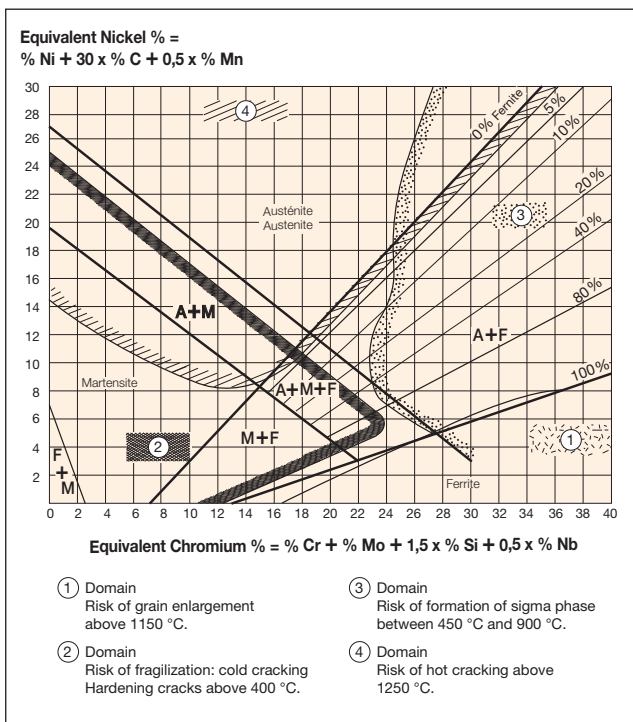 Equivalent Nickel % =
% Ni + 30 x % C + 0,5 x % Mn
30
28
26
24
22
20
18
16
14
12
10
8
6
4
2
4
0% Ferrite
5%
10%
20%
40%
80%
100%
3
Austénite
Austenite
A+M
A+F
Martensite
A+M+F
M+F
2
F
+
M
1
Ferrite
0 2 4 6 8 10 12 14 16 18 20 22 24 26 28 30 32 34 36 38 40
Equivalent Chromium % = % Cr + % Mo + 1,5 x % Si + 0,5 x % Nb
1 Domain
Risk of grain enlargement
above 1150 °C.
2 Domain
Risk of fragilization: cold cracking
Hardening cracks above 400 °C.
3 Domain
Risk of formation of sigma phase
between 450 °C and 900 °C.
4 Domain
Risk of hot cracking above
1250 °C.